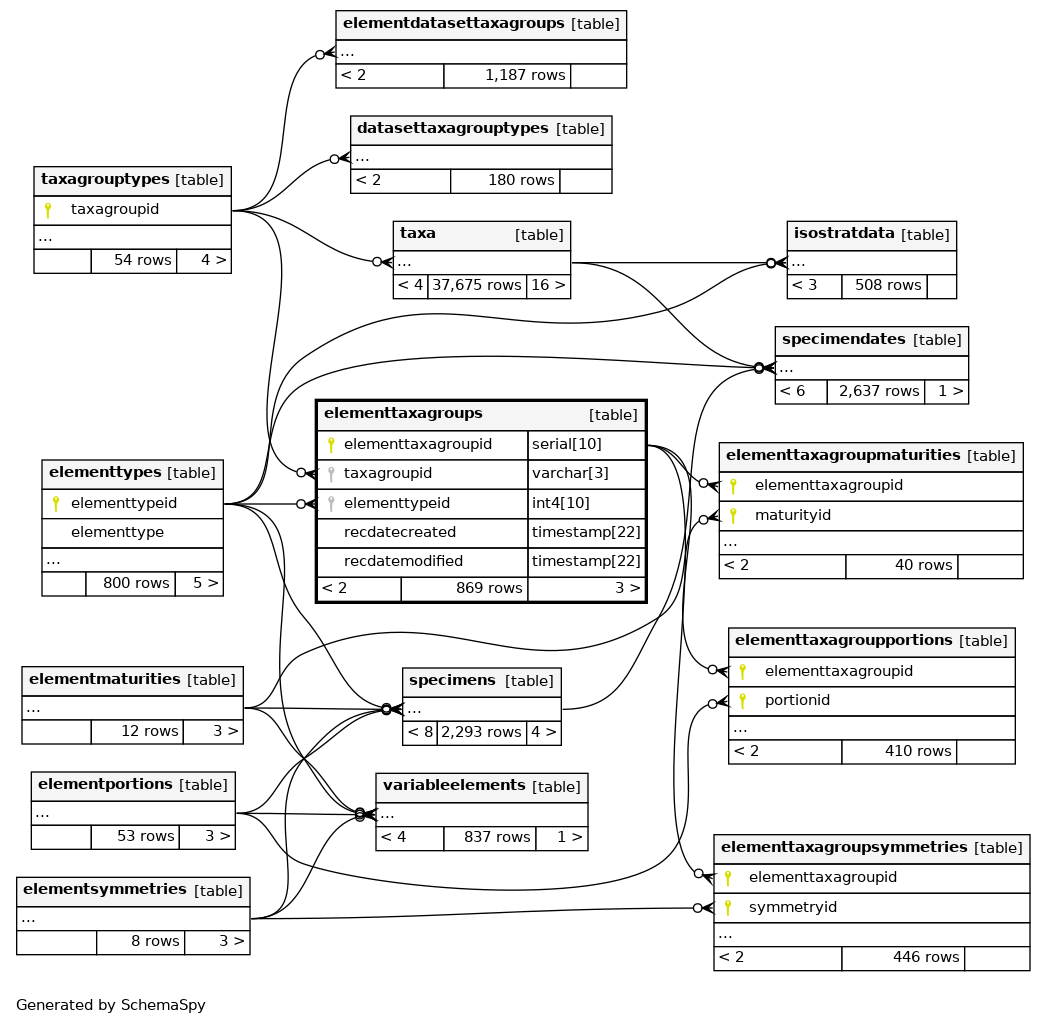 elementdatasettaxagroups [table]
...
< 2 1,187 rows
datasettaxagrouptypes [table]
...
< 2 180 rows
taxagrouptypes [table]
taxagroupid
...
54 rows 4 >
taxa [table]
...
< 4 37,675 rows 16 >
isostratdata [table]
...
< 3 508 rows
specimendates [table]
...
< 6 2,637 rows 1 >
elementtaxagroups [table]
elementtaxagroupid serial[10]
taxagroupid varchar[3]
elementtypeid int4[10]
recdatecreated timestamp[22]
recdatemodified timestamp[22]
< 2 869 rows 3 >
elementtypes [table]
elementtypeid
elementtype
...
800 rows 5 >
elementtaxagroupmaturities [table]
elementtaxagroupid
maturityid
...
< 2 40 rows
elementtaxagroupportions [table]
elementtaxagroupid
portionid
...
< 2 410 rows
elementmaturities [table]
...
12 rows 3 >
specimens [table]
...
< 8 2,293 rows 4 >
elementportions [table]
...
53 rows 3 >
variableelements [table]
...
< 4 837 rows 1 >
elementtaxagroupsymmetries [table]
elementtaxagroupid
symmetryid
...
< 2 446 rows
elementsymmetries [table]
...
8 rows 3 >
Generated by SchemaSpy